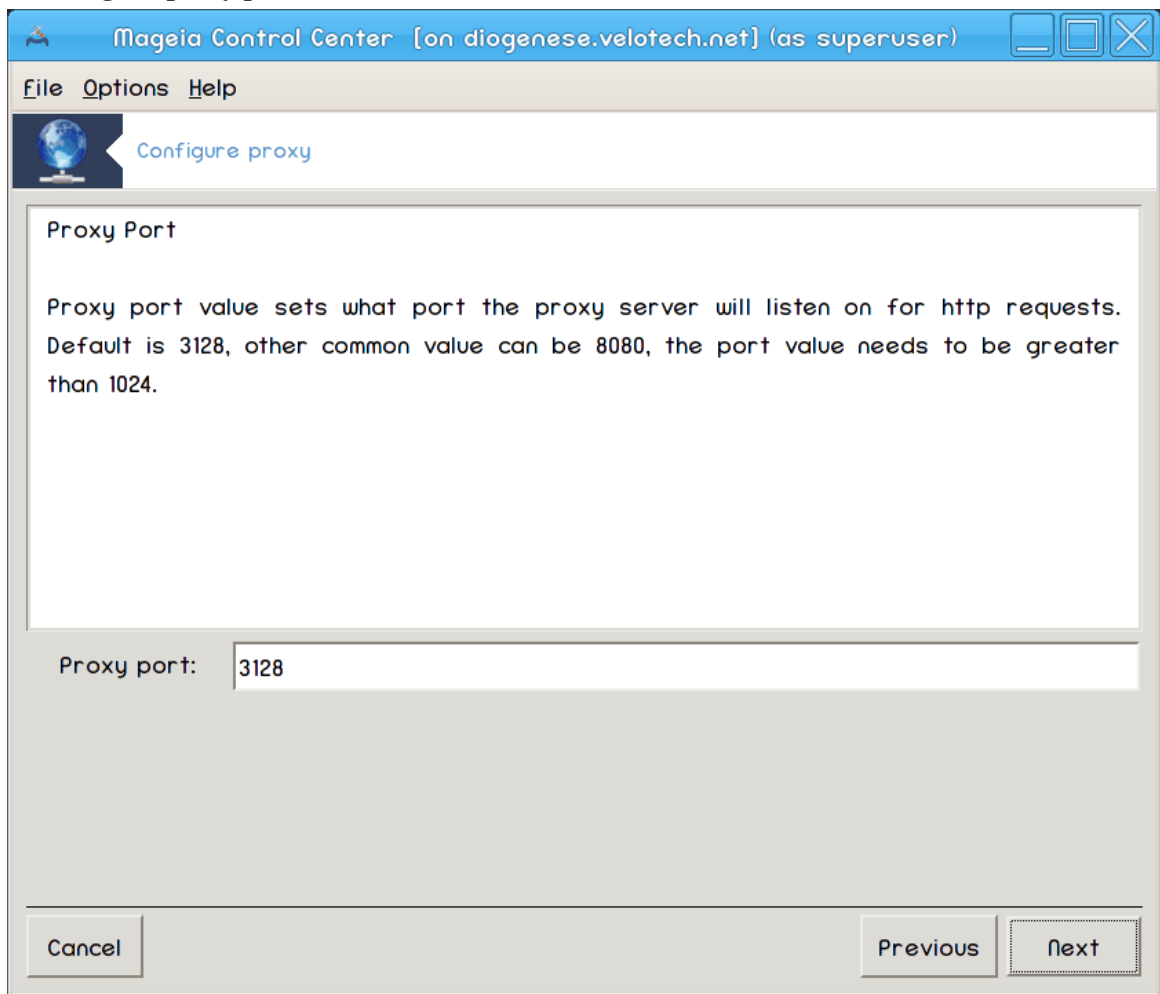 Mageia Control Center [on diogenese.velotech.net] (as superuser)
File Options Help
Configure proxy
Proxy Port
Proxy port value sets what port the proxy server will listen on for http requests.
Default is 3128, other common value can be 8080, the port value needs to be greater
than 1024.
Proxy port: 3128
Cancel Previous Next